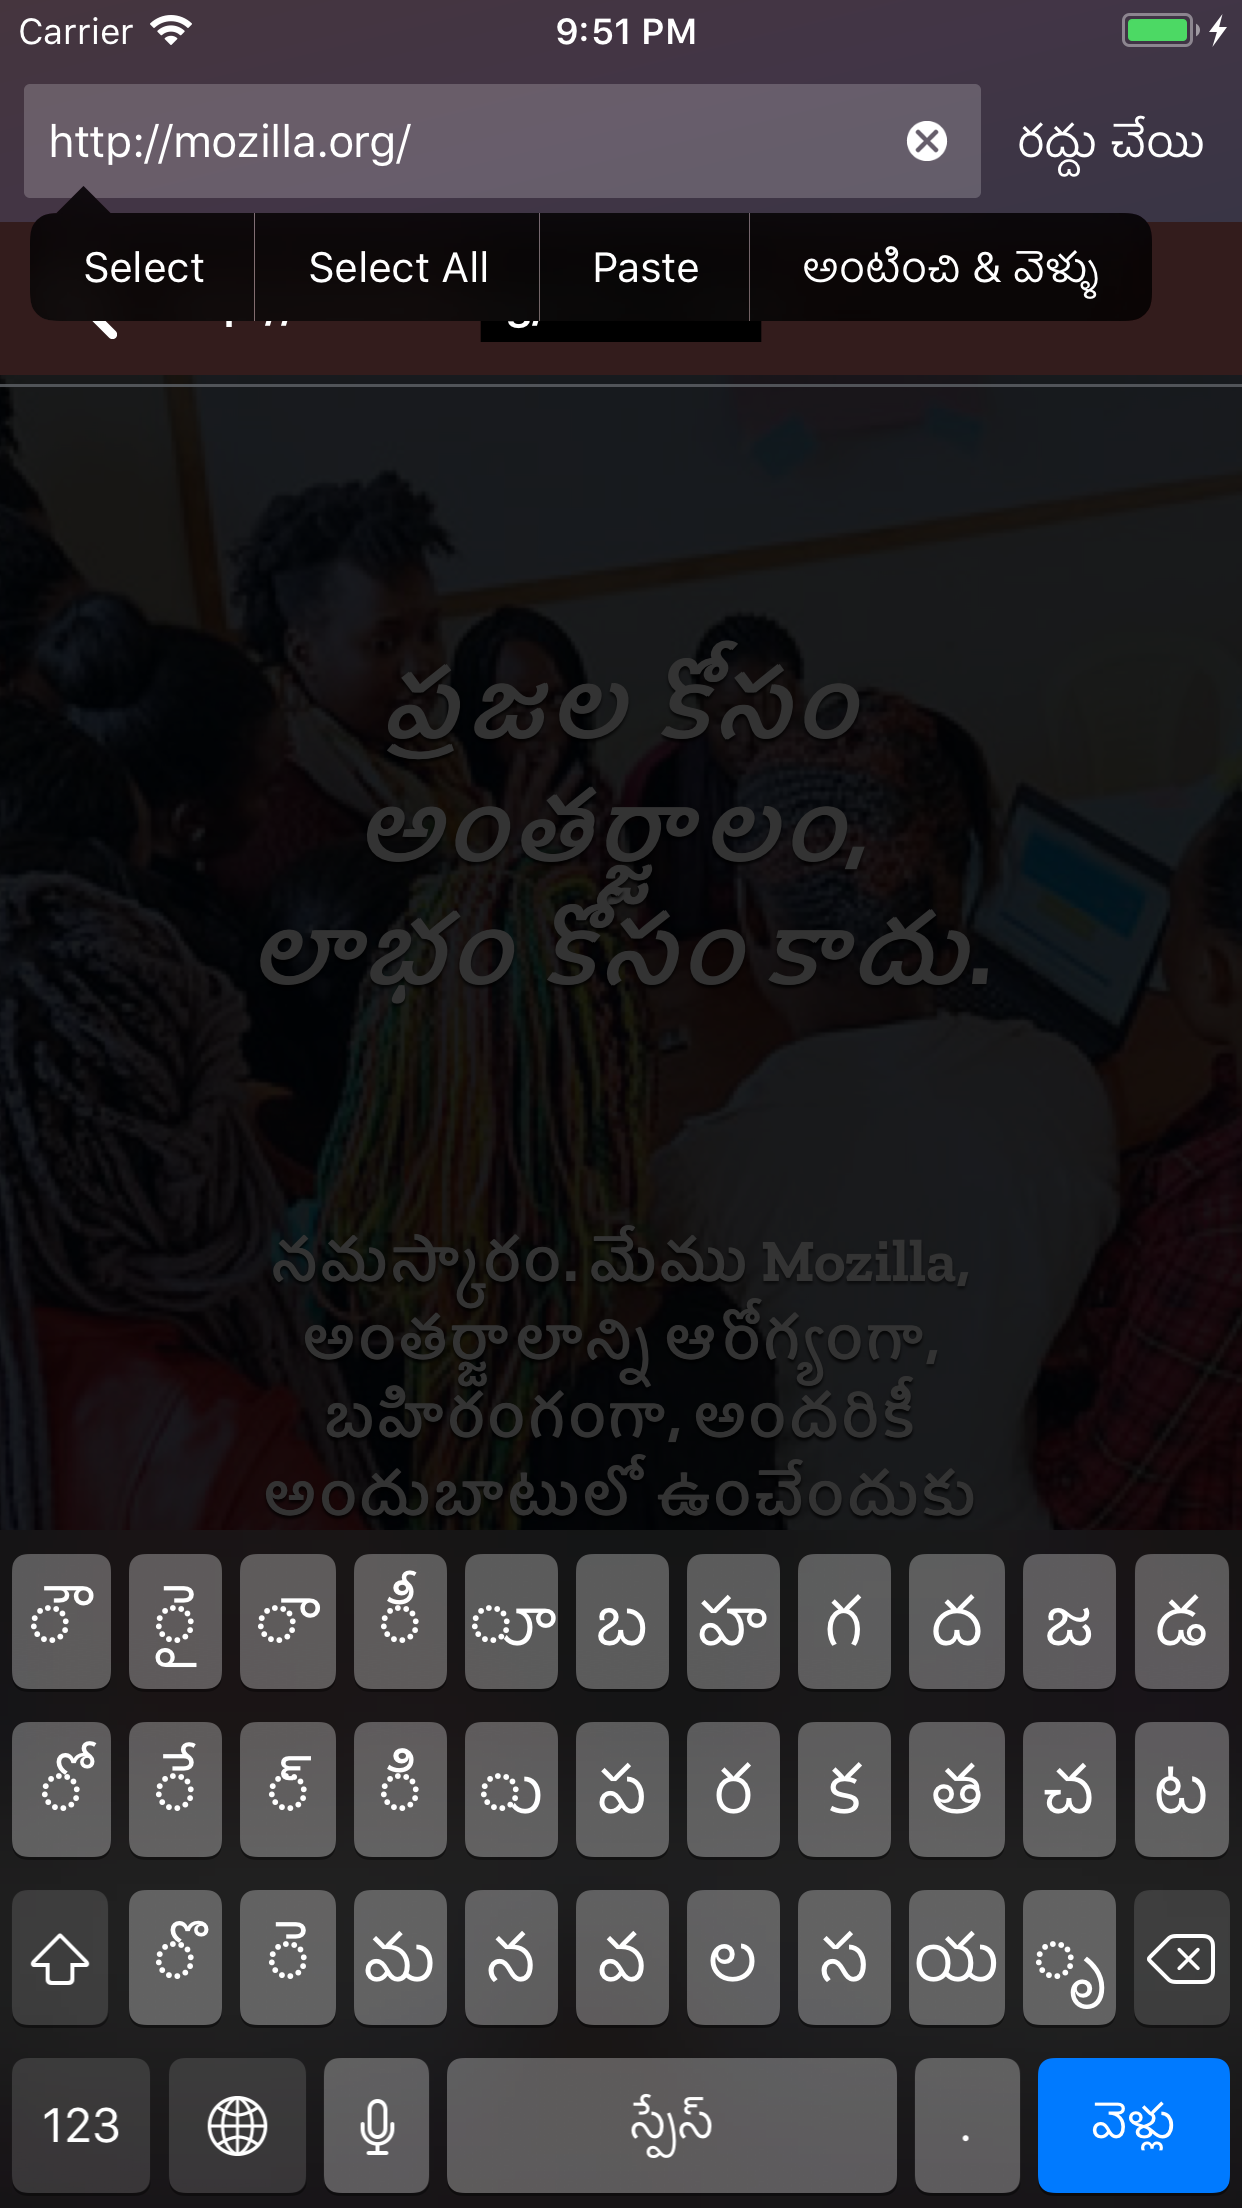 Carrier 9:51 PM
http://mozilla.org/ రద్దు చేయి
Select Select All Paste అంటించి & వెళ్ళు
ప్రజల కోసం
అంతర్జాలం,
లాభం కోసం కాదు.
నమస్కారం. మేము Mozilla,
అంతర్జాలాన్ని ఆరోగ్యంగా,
బహిరంగంగా, అందరికీ
అందుబాటులో ఉంచేందుకు
ౌ ై ా ీ ూ బ హ గ ద జ డ
ో ే ్ ి ు ప ర క త చ ట
ొ ె మ న వ ల స య ృ
123 స్పేస్ . వెళ్లు